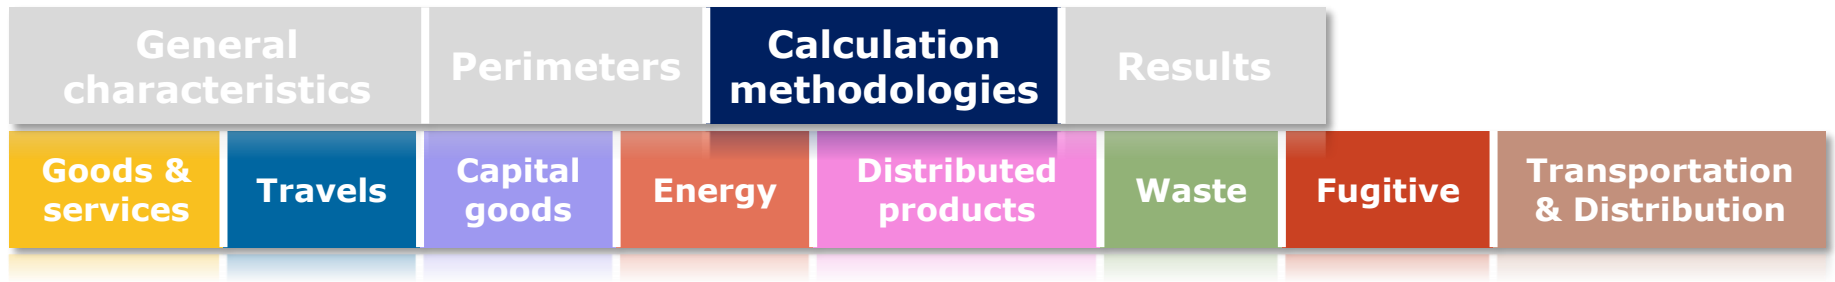 General
characteristics
Perimeters
Calculation
methodologies
Results
Goods &
services
Travels
Capital
goods
Energy
Distributed
products
Waste
Fugitive
Transportation
& Distribution